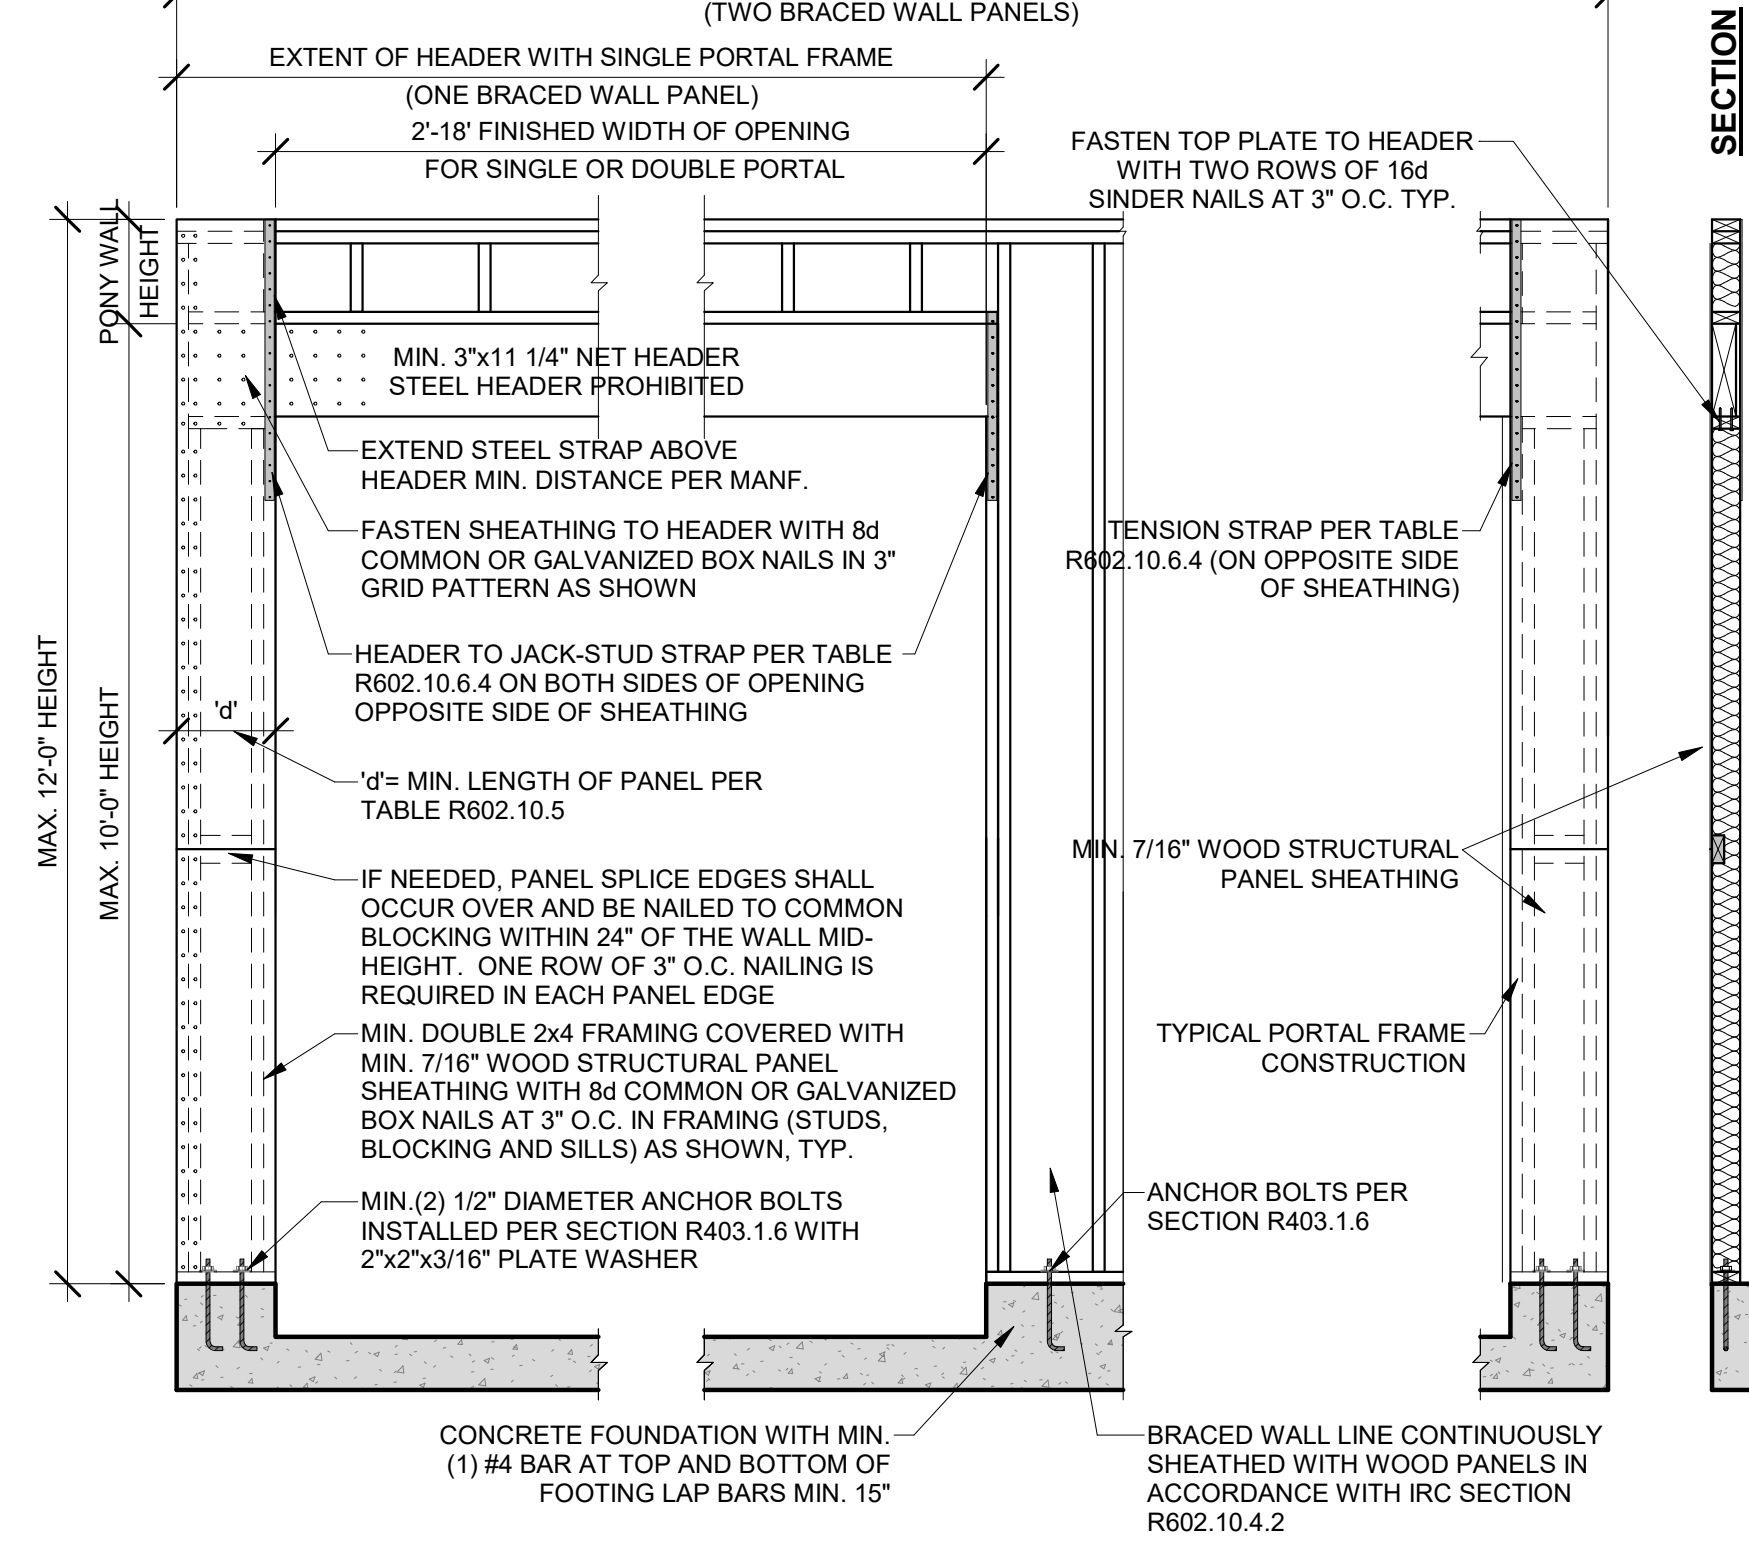 (TWO BRACED WALL PANELS)
EXTENT OF HEADER WITH SINGLE PORTAL FRAME
(ONE BRACED WALL PANEL)
2'-18' FINISHED WIDTH OF OPENING
FOR SINGLE OR DOUBLE PORTAL
SECTION
FASTEN TOP PLATE TO HEADER
WITH TWO ROWS OF 16d
SINDER NAILS AT 3" O.C. TYP.
PONY WALL
HEIGHT
MIN. 3"x11 1/4" NET HEADER
STEEL HEADER PROHIBITED
EXTEND STEEL STRAP ABOVE
HEADER MIN. DISTANCE PER MANF.
FASTEN SHEATHING TO HEADER WITH 8d
COMMON OR GALVANIZED BOX NAILS IN 3"
GRID PATTERN AS SHOWN
TENSION STRAP PER TABLE
R602.10.6.4 (ON OPPOSITE SIDE
OF SHEATHING)
HEADER TO JACK-STUD STRAP PER TABLE
R602.10.6.4 ON BOTH SIDES OF OPENING
OPPOSITE SIDE OF SHEATHING
MAX. 12'-0" HEIGHT
MAX. 10'-0" HEIGHT
'd'
'd'= MIN. LENGTH OF PANEL PER
TABLE R602.10.5
MIN. 7/16" WOOD STRUCTURAL
PANEL SHEATHING
IF NEEDED, PANEL SPLICE EDGES SHALL
OCCUR OVER AND BE NAILED TO COMMON
BLOCKING WITHIN 24" OF THE WALL MID-
HEIGHT. ONE ROW OF 3" O.C. NAILING IS
REQUIRED IN EACH PANEL EDGE
MIN. DOUBLE 2x4 FRAMING COVERED WITH
MIN. 7/16" WOOD STRUCTURAL PANEL
SHEATHING WITH 8d COMMON OR GALVANIZED
BOX NAILS AT 3" O.C. IN FRAMING (STUDS,
BLOCKING AND SILLS) AS SHOWN, TYP.
TYPICAL PORTAL FRAME
CONSTRUCTION
MIN.(2) 1/2" DIAMETER ANCHOR BOLTS
INSTALLED PER SECTION R403.1.6 WITH
2"x2"x3/16" PLATE WASHER
ANCHOR BOLTS PER
SECTION R403.1.6
CONCRETE FOUNDATION WITH MIN.
(1) #4 BAR AT TOP AND BOTTOM OF
FOOTING LAP BARS MIN. 15"
BRACED WALL LINE CONTINUOUSLY
SHEATHED WITH WOOD PANELS IN
ACCORDANCE WITH IRC SECTION
R602.10.4.2